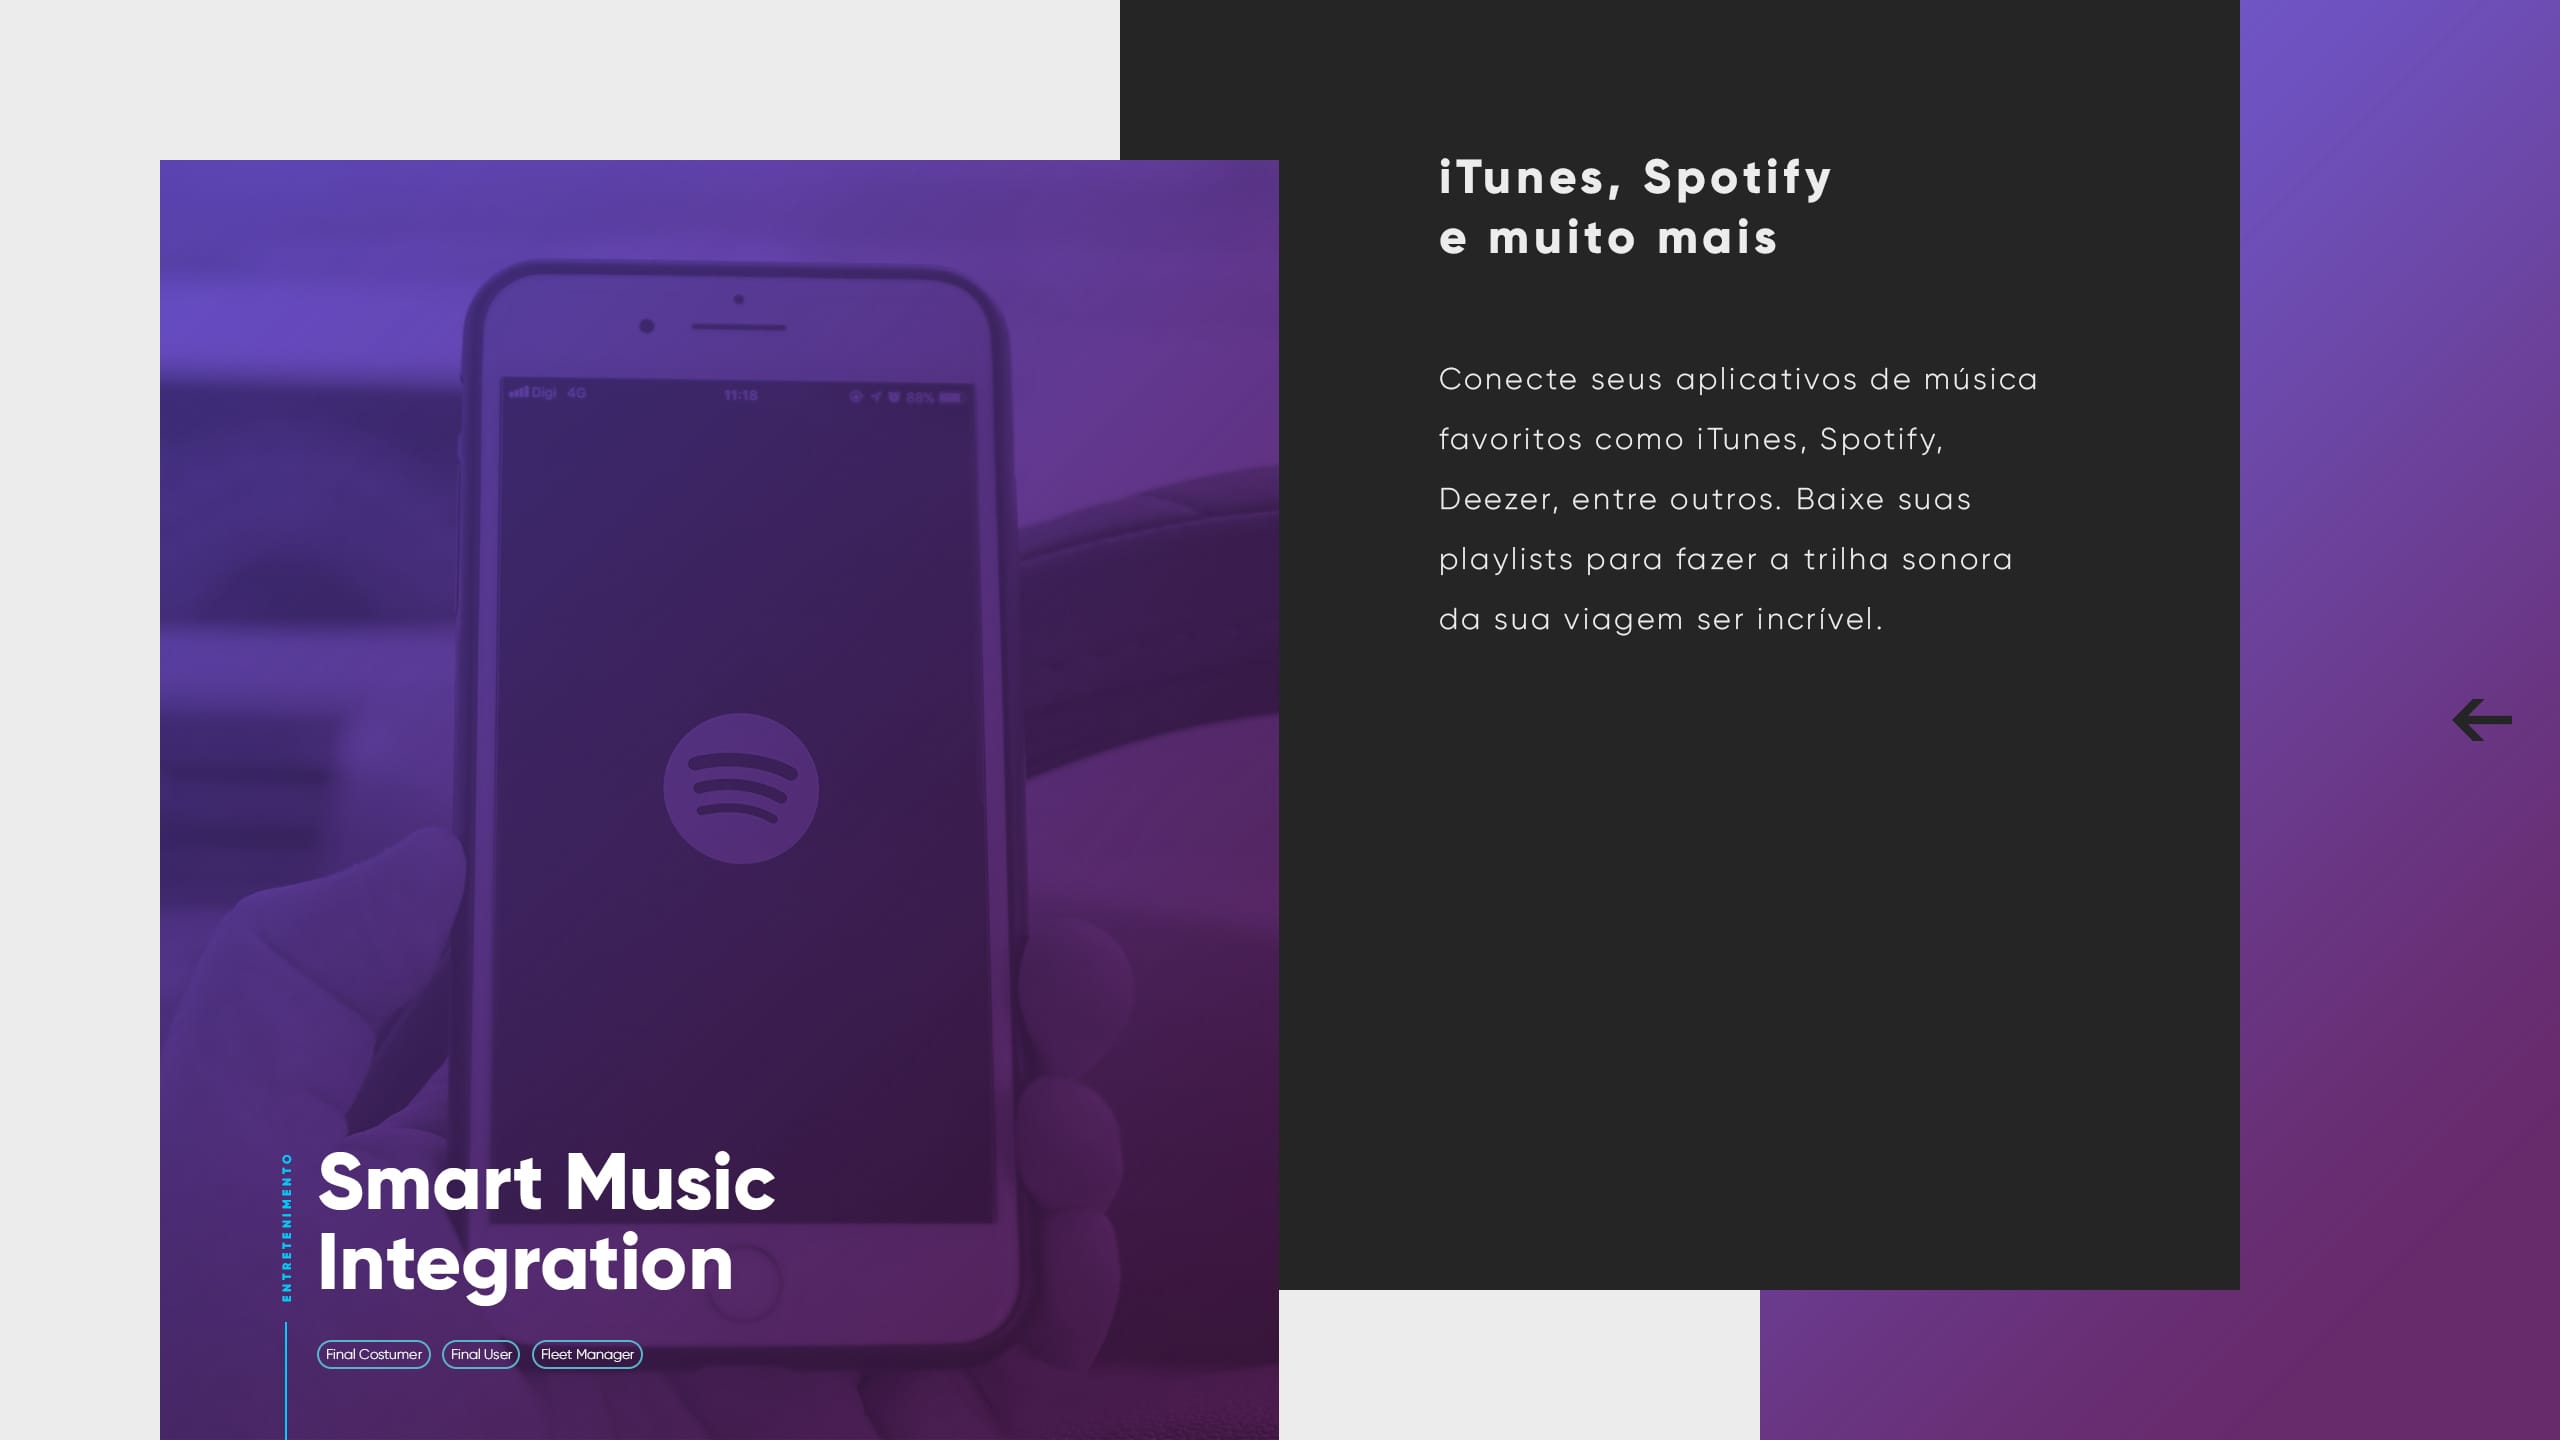 iTunes, Spotify
e muito mais
Conecte seus aplicativos de música
favoritos como iTunes, Spotify,
Deezer, entre outros. Baixe suas
playlists para fazer a trilha sonora
da sua viagem ser incrível.
Digi 4G 11:18 88%
ENTRETENIMENTO
Smart Music
Integration
Final Costumer Final User Fleet Manager